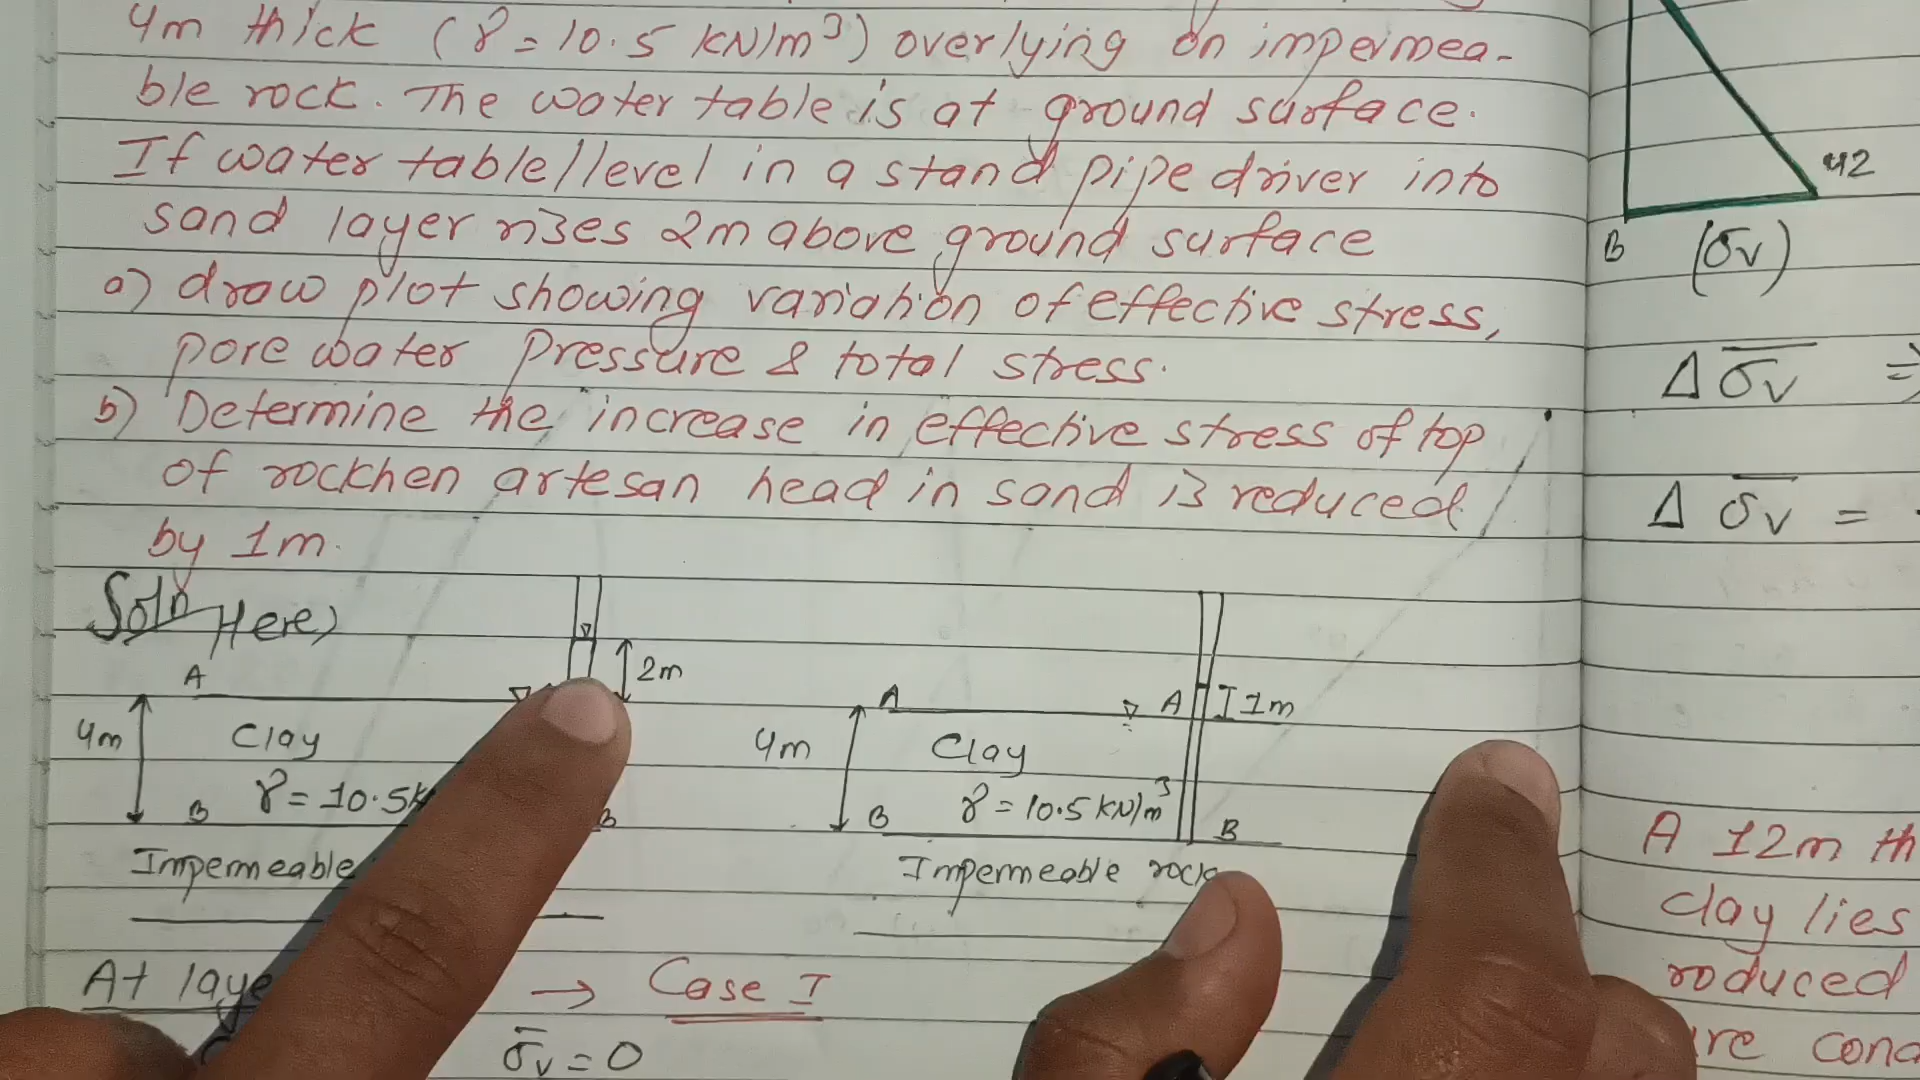 4m thick (γ = 10.5 KN/m³) overlying on impermea-
ble rock. The water table is at ground surface.
If water table/level in a stand pipe driver into
sand layer rises 2m above ground surface
a) draw plot showing variation of effective stress,
pore water Pressure & total stress.
b) Determine the increase in effective stress of top
of rockhen artesan head in sand is reduced
by 1m.
Soln Here,
A
2m
4m
Clay
γ = 10.5k
B
B
Impermeable
A
A
1m
4m
Clay
γ = 10.5 KN/m³
B
B
Impermeable rock
At laye
→ Case I
σ̄v = 0
42
B
(σv)
Δ σ̄v ⇒
Δ σ̄v =
A 12m th
clay lies
roduced
are cond